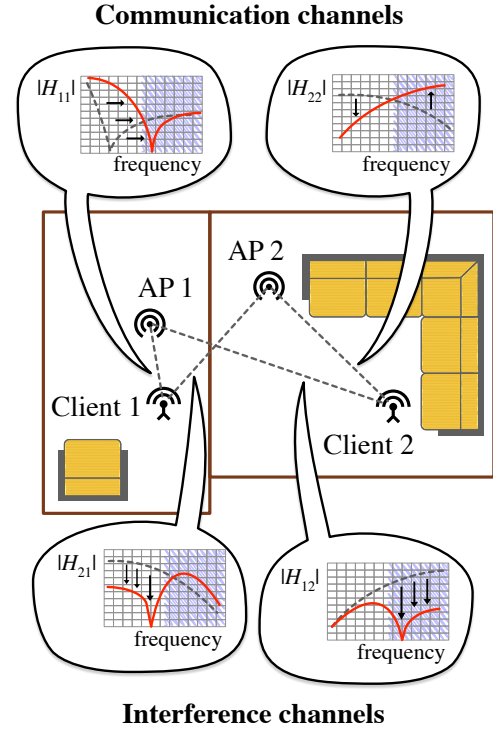 Communication channels
|H11|
frequency
|H22|
frequency
AP 2
AP 1
Client 1
Client 2
|H21|
frequency
|H12|
frequency
Interference channels